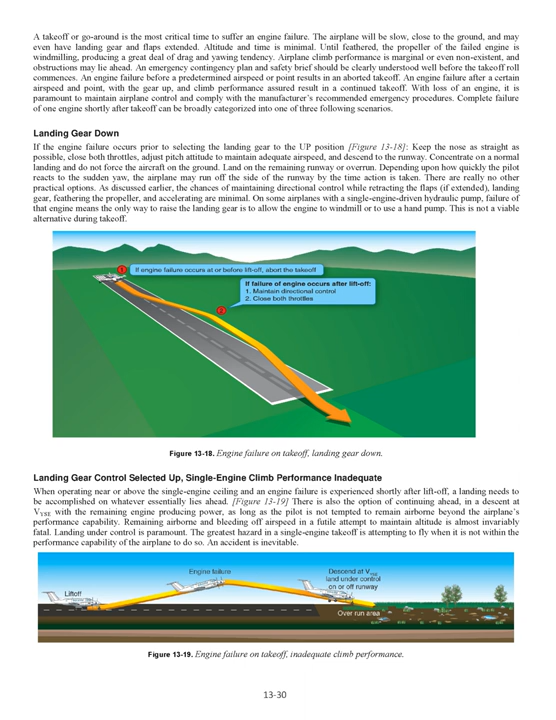 A takeoff or go-around is the most critical time to suffer an engine failure. The airplane will be slow, close to the ground, and may
even have landing gear and flaps extended. Altitude and time is minimal. Until feathered, the propeller of the failed engine is
windmilling, producing a great deal of drag and yawing tendency. Airplane climb performance is marginal or even non-existent, and
obstructions may lie ahead. An emergency contingency plan and safety brief should be clearly understood well before the takeoff roll
commences. An engine failure before a predetermined airspeed or point results in an aborted takeoff. An engine failure after a certain
airspeed and point, with the gear up, and climb performance assured result in a continued takeoff. With loss of an engine, it is
paramount to maintain airplane control and comply with the manufacturer's recommended emergency procedures. Complete failure
of one engine shortly after takeoff can be broadly categorized into one of three following scenarios.
Landing Gear Down
If the engine failure occurs prior to selecting the landing gear to the UP position [Figure 13-18]: Keep the nose as straight as
possible, close both throttles, adjust pitch attitude to maintain adequate airspeed, and descend to the runway. Concentrate on a normal
landing and do not force the aircraft on the ground. Land on the remaining runway or overrun. Depending upon how quickly the pilot
reacts to the sudden yaw, the airplane may run off the side of the runway by the time action is taken. There are really no other
practical options. As discussed earlier, the chances of maintaining directional control while retracting the flaps (if extended), landing
gear, feathering the propeller, and accelerating are minimal. On some airplanes with a single-engine-driven hydraulic pump, failure of
that engine means the only way to raise the landing gear is to allow the engine to windmill or to use a hand pump. This is not a viable
alternative during takeoff.
1 If engine failure occurs at or before lift-off, abort the takeoff
If failure of engine occurs after lift-off:
1. Maintain directional control
2. Close both throttles
2
Figure 13-18. Engine failure on takeoff, landing gear down.
Landing Gear Control Selected Up, Single-Engine Climb Performance Inadequate
When operating near or above the single-engine ceiling and an engine failure is experienced shortly after lift-off, a landing needs to
be accomplished on whatever essentially lies ahead. [Figure 13-19] There is also the option of continuing ahead, in a descent at
VYSE with the remaining engine producing power, as long as the pilot is not tempted to remain airborne beyond the airplane's
performance capability. Remaining airborne and bleeding off airspeed in a futile attempt to maintain altitude is almost invariably
fatal. Landing under control is paramount. The greatest hazard in a single-engine takeoff is attempting to fly when it is not within the
performance capability of the airplane to do so. An accident is inevitable.
Engine failure
Descend at VYSE
land under control
on or off runway
Liftoff
Over run area
Figure 13-19. Engine failure on takeoff, inadequate climb performance.
13-30